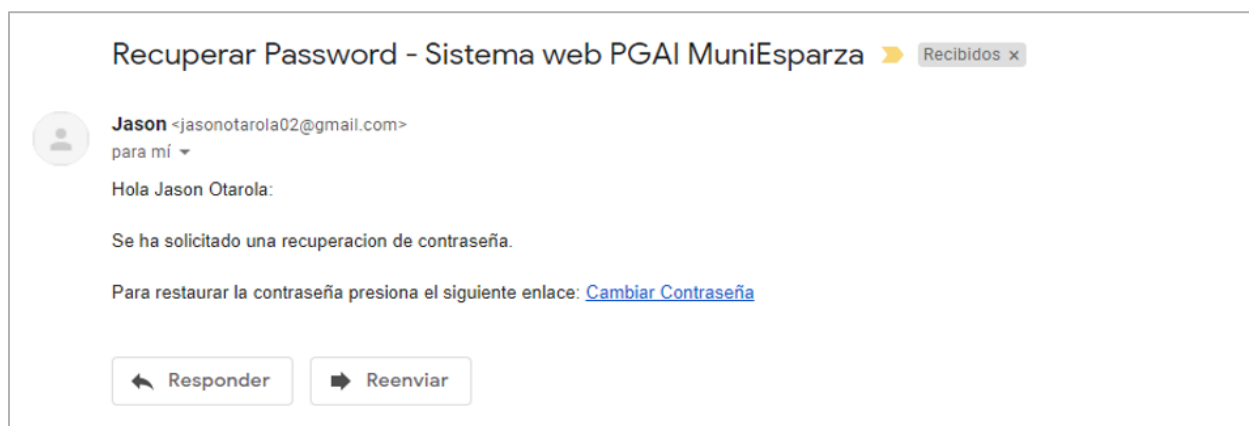 Recuperar Password - Sistema web PGAI MuniEsparza Recibidos x
Jason <jasonotarola02@gmail.com>
para mí
Hola Jason Otarola:
Se ha solicitado una recuperacion de contraseña.
Para restaurar la contraseña presiona el siguiente enlace: Cambiar Contraseña
Responder Reenviar